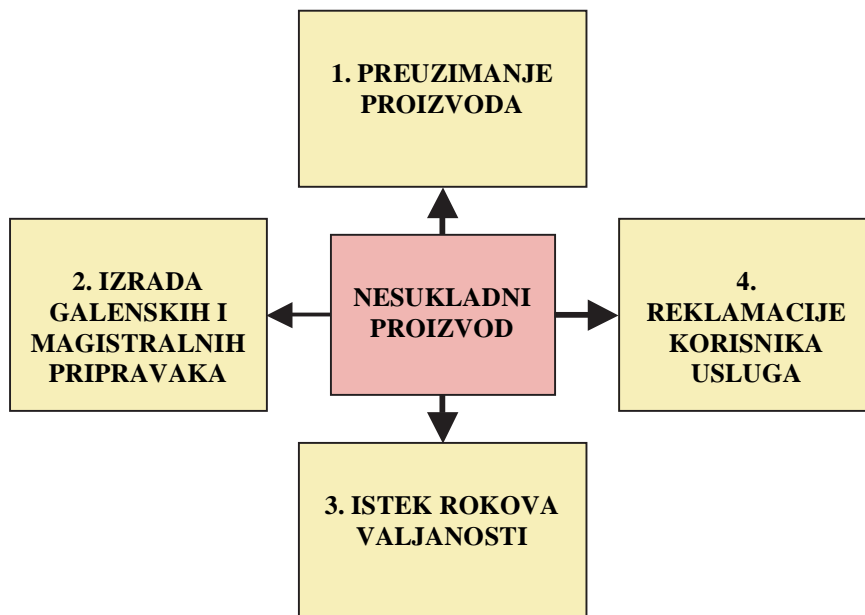 1. PREUZIMANJE
PROIZVODA
2. IZRADA
GALENSKIH I
MAGISTRALNIH
PRIPRAVAKA
NESUKLADNI
PROIZVOD
4.
REKLAMACIJE
KORISNIKA
USLUGA
3. ISTEK ROKOVA
VALJANOSTI